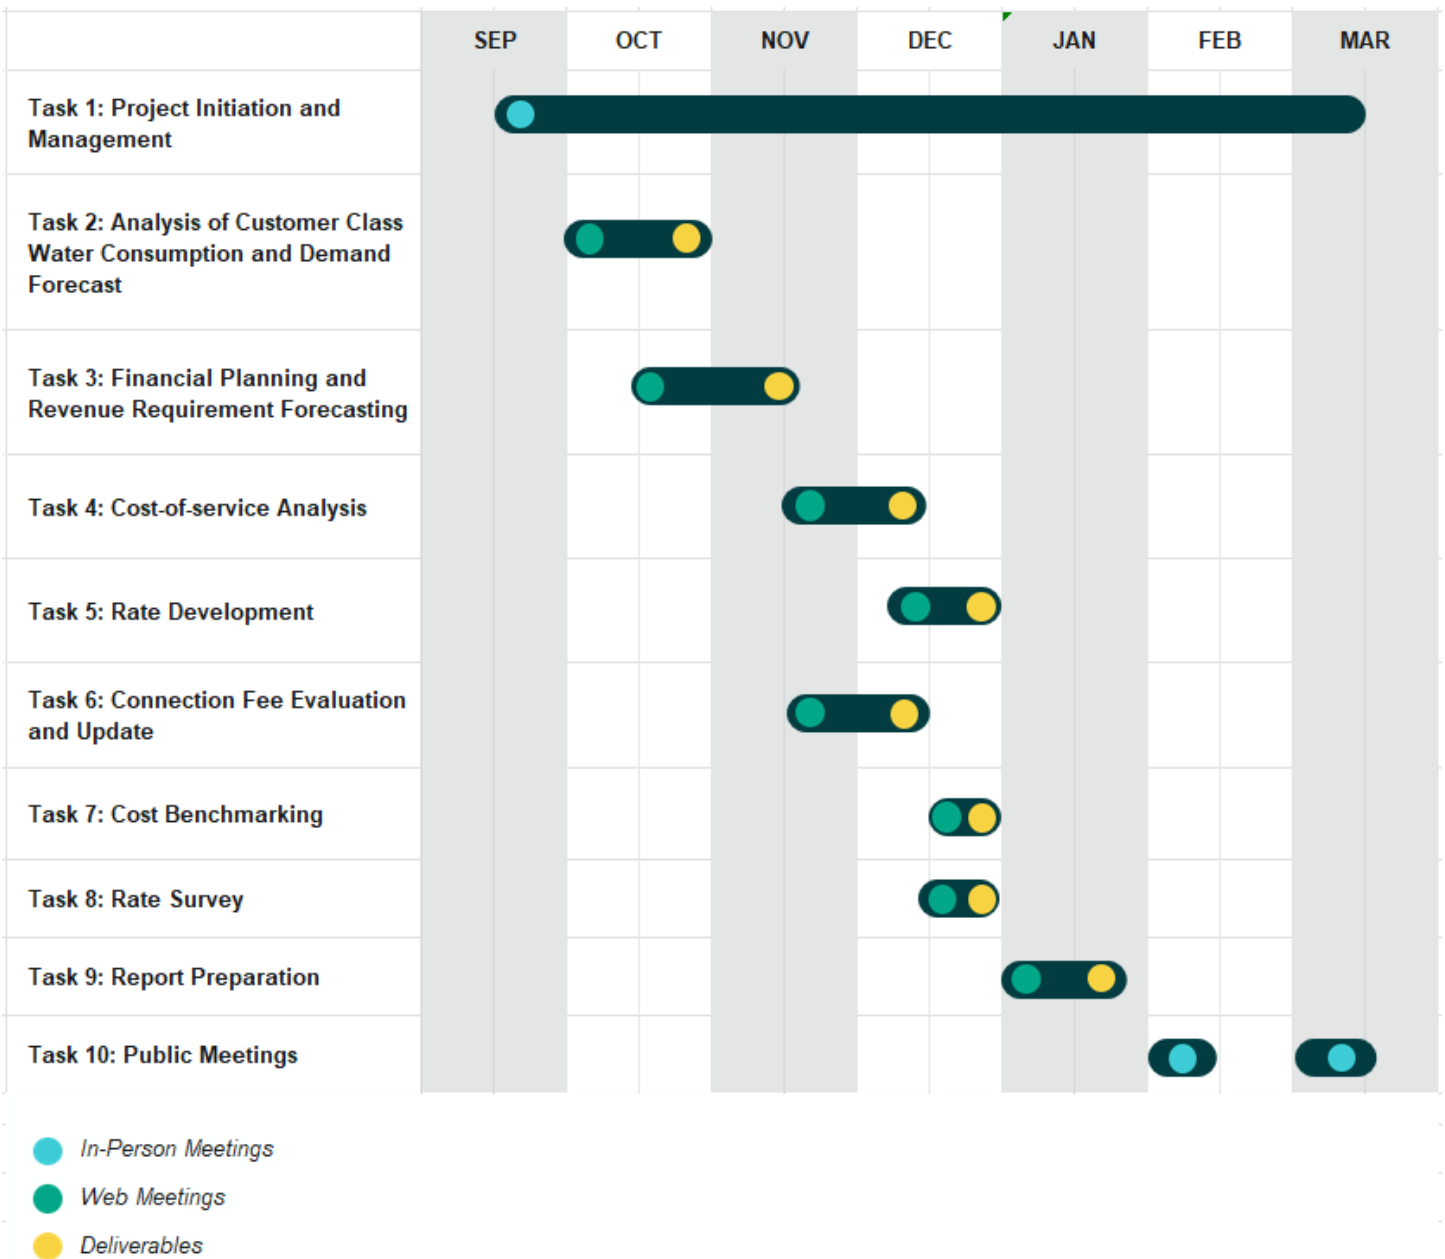 SEP OCT NOV DEC JAN FEB MAR
Task 1: Project Initiation and
Management
Task 2: Analysis of Customer Class
Water Consumption and Demand
Forecast
Task 3: Financial Planning and
Revenue Requirement Forecasting
Task 4: Cost-of-service Analysis
Task 5: Rate Development
Task 6: Connection Fee Evaluation
and Update
Task 7: Cost Benchmarking
Task 8: Rate Survey
Task 9: Report Preparation
Task 10: Public Meetings
In-Person Meetings
Web Meetings
Deliverables